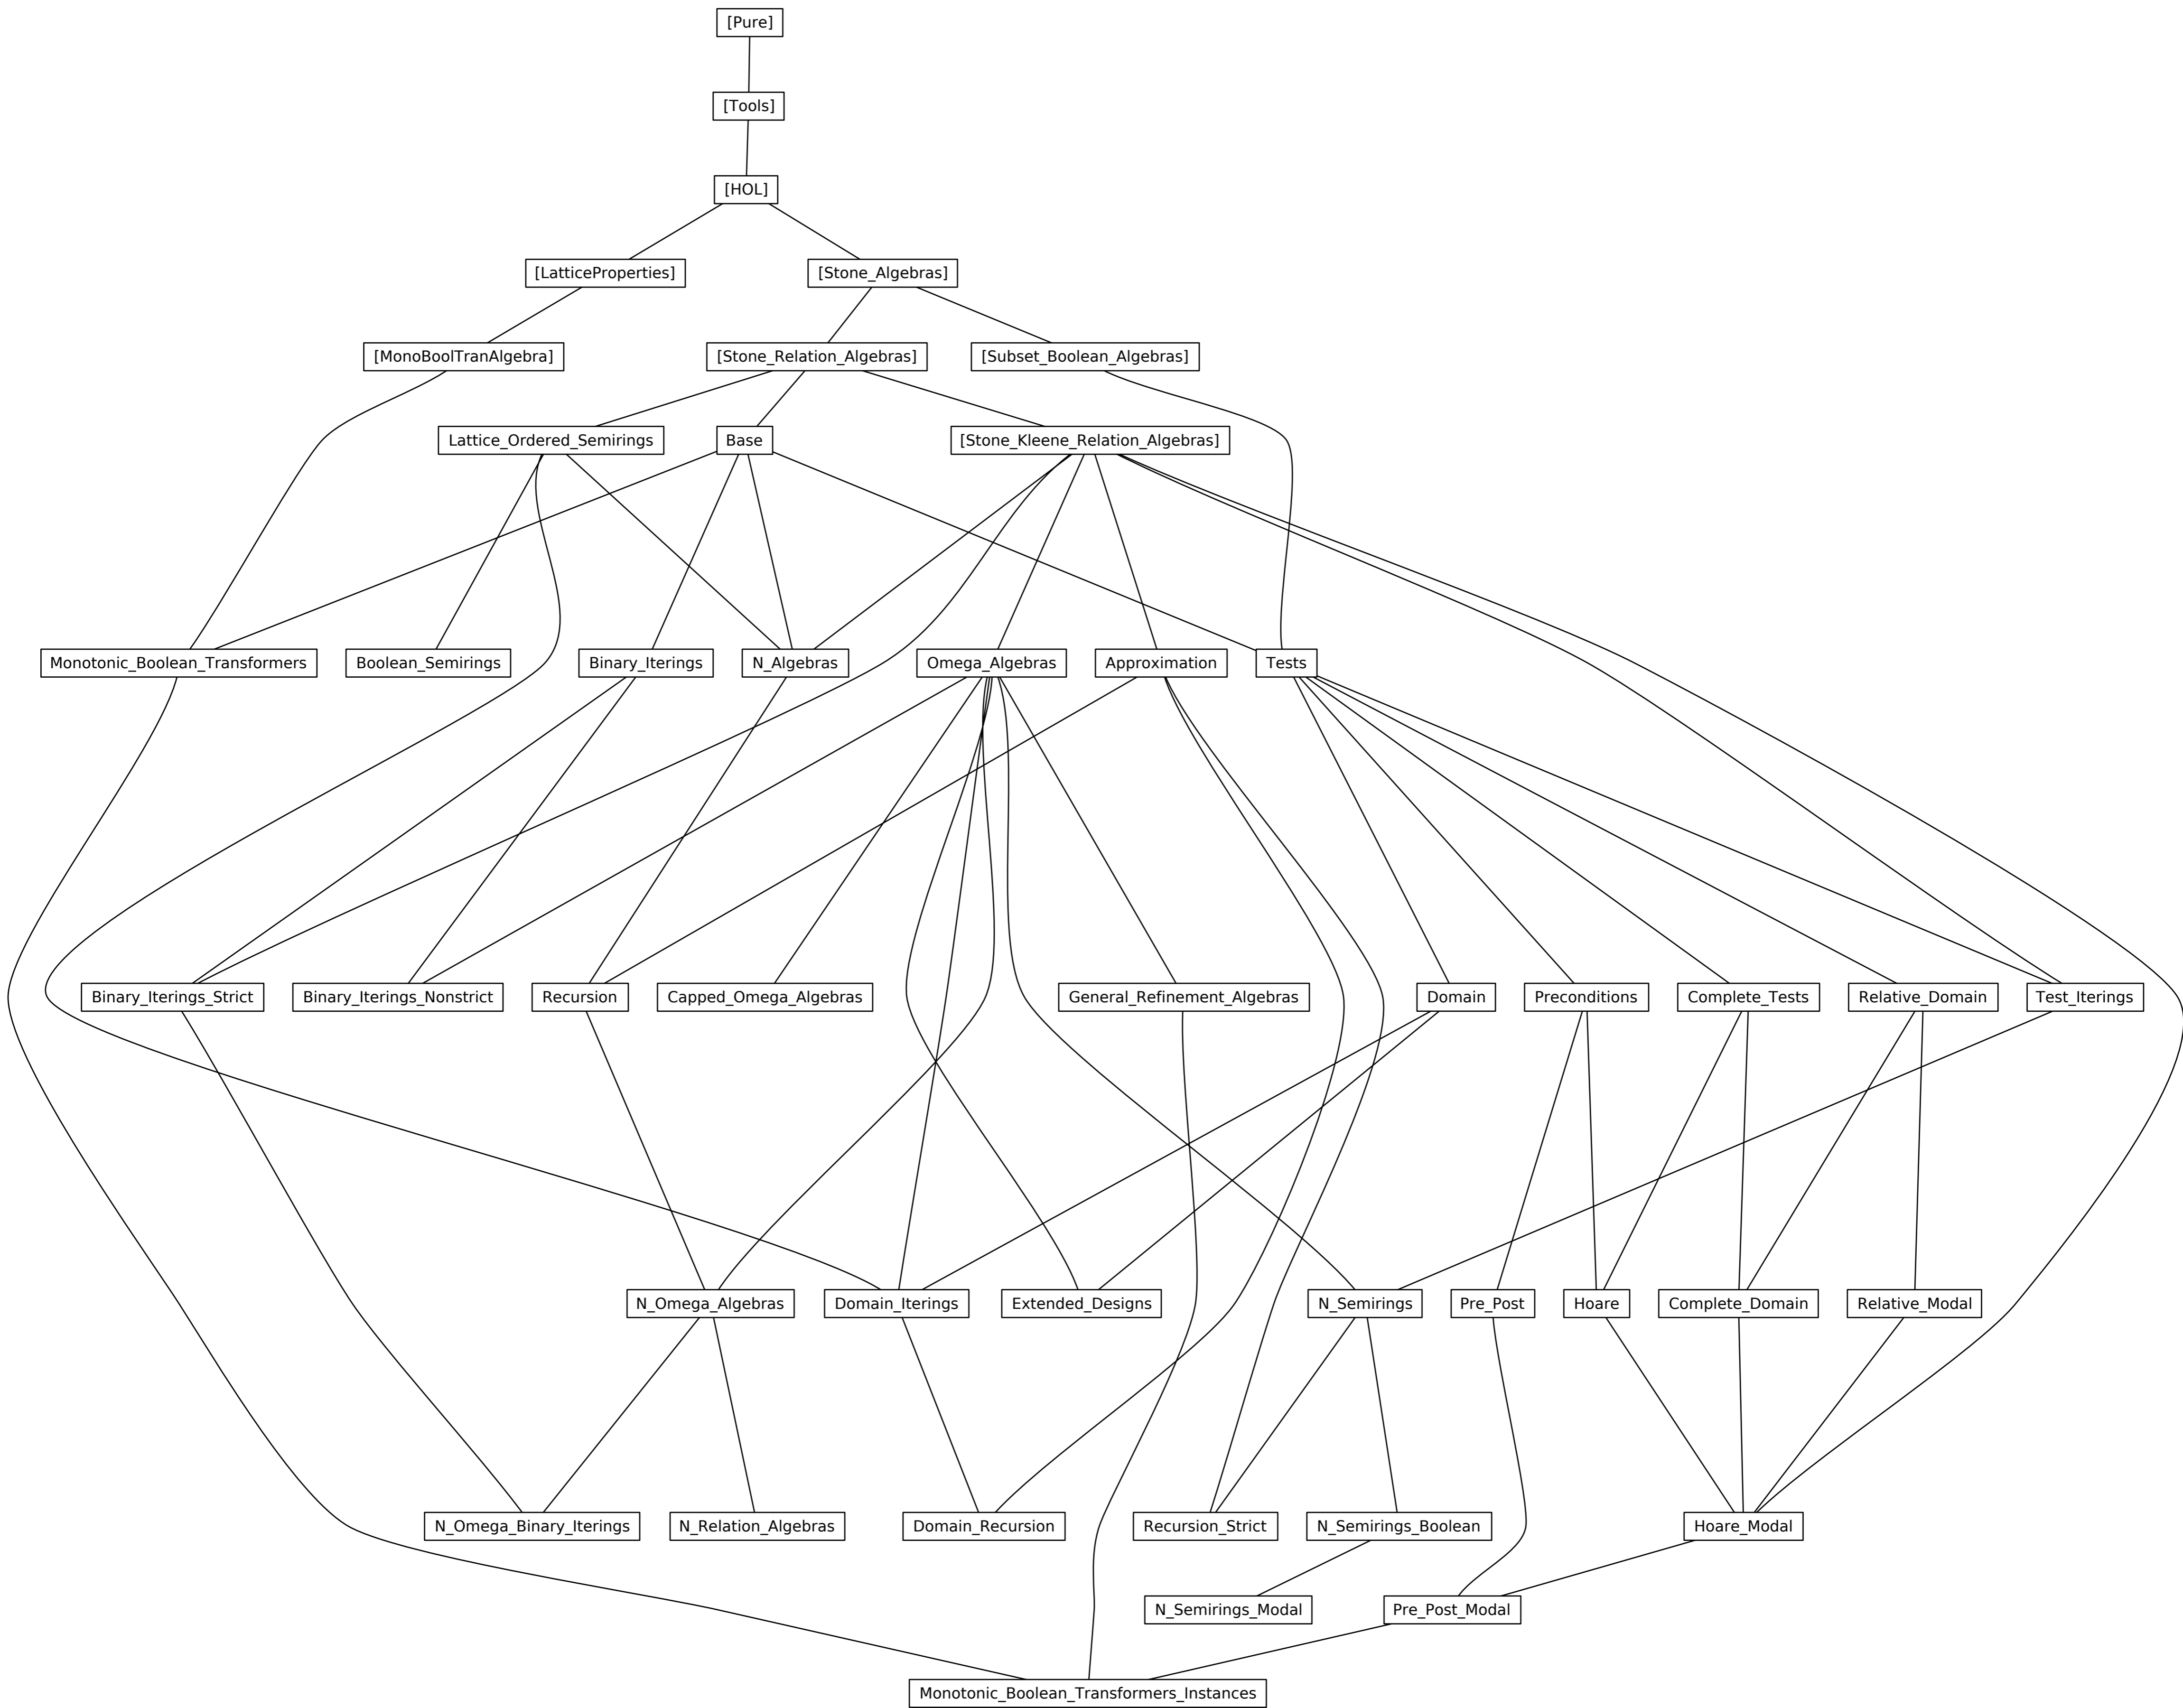 [Pure]
[Tools]
[HOL]
[LatticeProperties]
[Stone_Algebras]
[MonoBoolTranAlgebra]
[Stone_Relation_Algebras]
[Subset_Boolean_Algebras]
Lattice_Ordered_Semirings
Base
[Stone_Kleene_Relation_Algebras]
Monotonic_Boolean_Transformers
Boolean_Semirings
Binary_Iterings
N_Algebras
Omega_Algebras
Approximation
Tests
Binary_Iterings_Strict
Binary_Iterings_Nonstrict
Recursion
Capped_Omega_Algebras
General_Refinement_Algebras
Domain
Preconditions
Complete_Tests
Relative_Domain
Test_Iterings
N_Omega_Algebras
Domain_Iterings
Extended_Designs
N_Semirings
Pre_Post
Hoare
Complete_Domain
Relative_Modal
N_Omega_Binary_Iterings
N_Relation_Algebras
Domain_Recursion
Recursion_Strict
N_Semirings_Boolean
Hoare_Modal
N_Semirings_Modal
Pre_Post_Modal
Monotonic_Boolean_Transformers_Instances